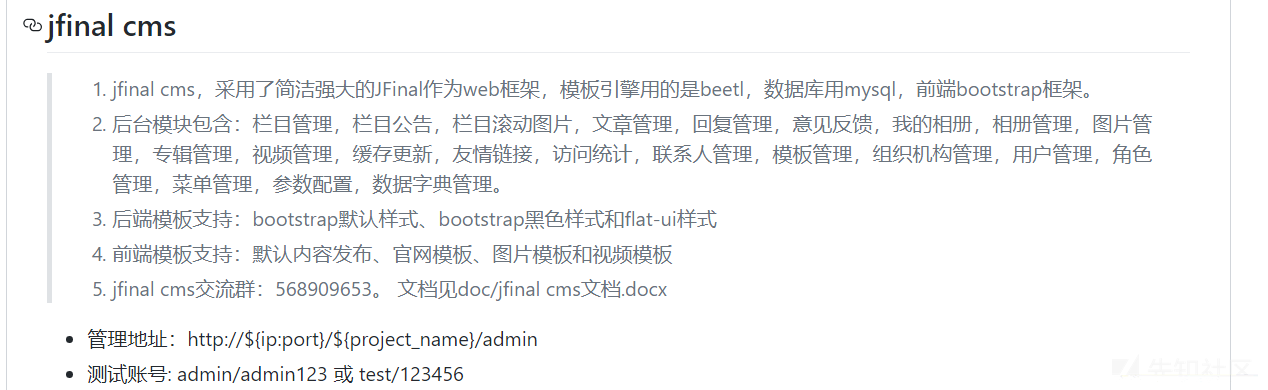 jfinal cms
1. jfinal cms，采用了简洁强大的JFinal作为web框架，模板引擎用的是beetl，数据库用mysql，前端bootstrap框架。
2. 后台模块包含：栏目管理，栏目公告，栏目滚动图片，文章管理，回复管理，意见反馈，我的相册，相册管理，图片管
理，专辑管理，视频管理，缓存更新，友情链接，访问统计，联系人管理，模板管理，组织机构管理，用户管理，角色
管理，菜单管理，参数配置，数据字典管理。
3. 后端模板支持：bootstrap默认样式、bootstrap黑色样式和flat-ui样式
4. 前端模板支持：默认内容发布、官网模板、图片模板和视频模板
5. jfinal cms交流群：568909653。 文档见doc/jfinal cms文档.docx
• 管理地址：http://${ip:port}/${project_name}/admin
• 测试账号: admin/admin123 或 test/123456
先知社区